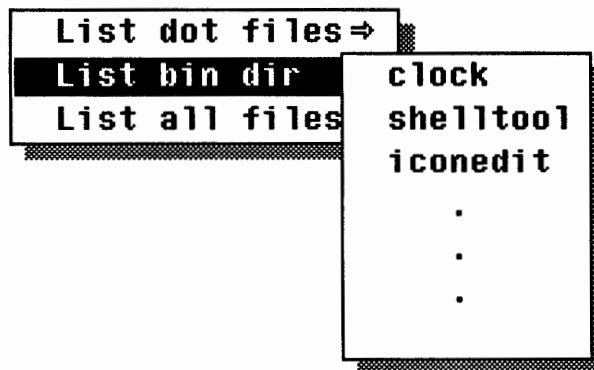 List dot files⇒
List bin dir
List all files
clock
shelltool
iconedit
.
.
.